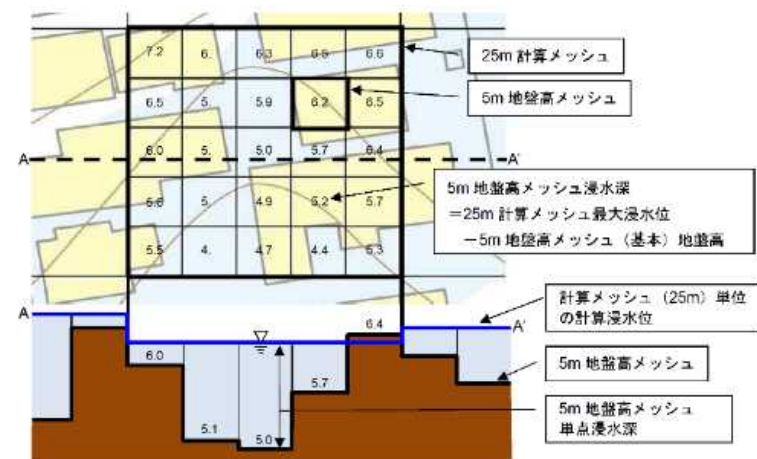 7.2 6. 6.3 6.5 6.6
25m 計算メッシュ
6.5 5. 5.9 6.2 6.5
5m 地盤高メッシュ
A 6.0 5. 5.0 5.7 6.4 A'
5m 地盤高メッシュ浸水深
=25m 計算メッシュ最大浸水位
-5m 地盤高メッシュ(基本)地盤高
5.6 5. 4.9 5.2 5.7
5.5 4. 4.7 4.4 5.3
計算メッシュ(25m)単位
の計算浸水位
A 6.4 A'
6.0
5m 地盤高メッシュ
5.7
5m 地盤高メッシュ
単点浸水深
5.1 5.0